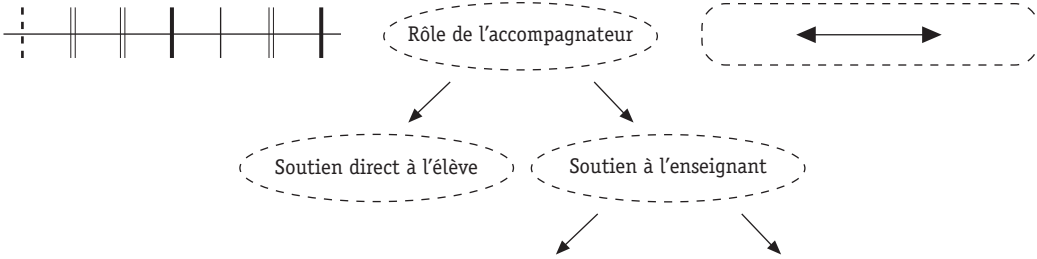 Rôle de l'accompagnateur
Soutien direct à l'élève
Soutien à l'enseignant